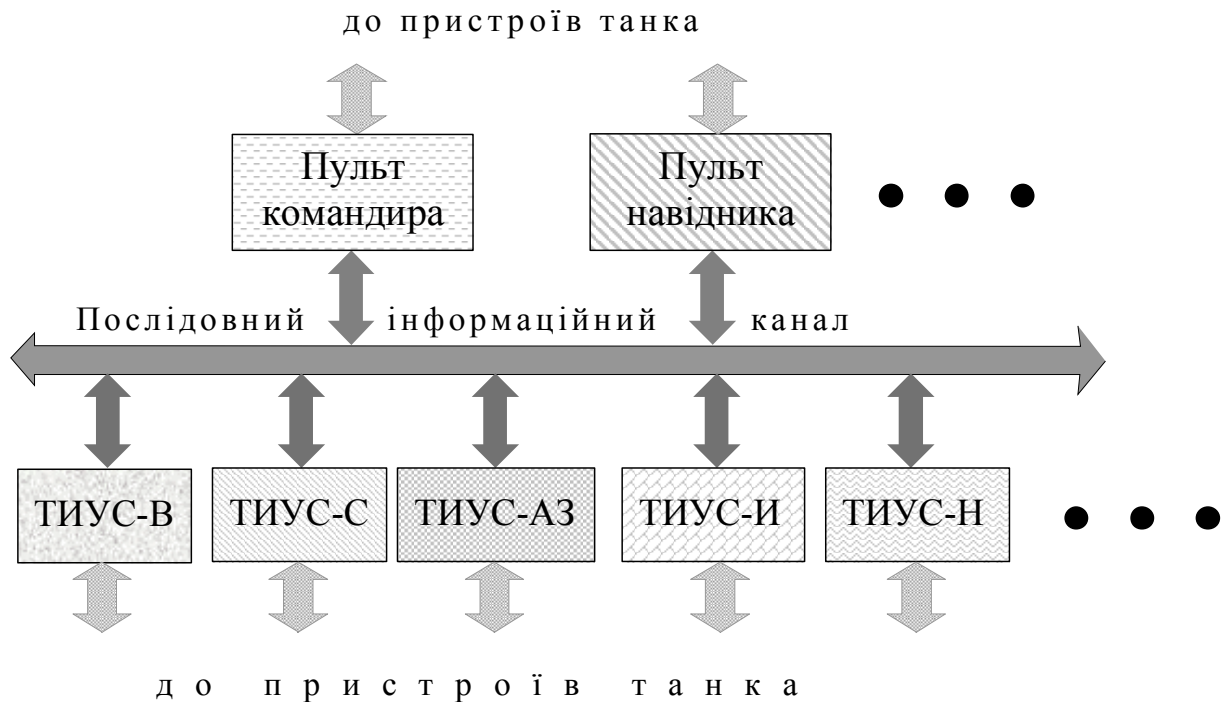 до пристроїв танка
Пульт
командира
Пульт
навідника
Послідовний інформаційний канал
ТИУС-В ТИУС-С ТИУС-АЗ ТИУС-И ТИУС-Н
до пристроїв танка